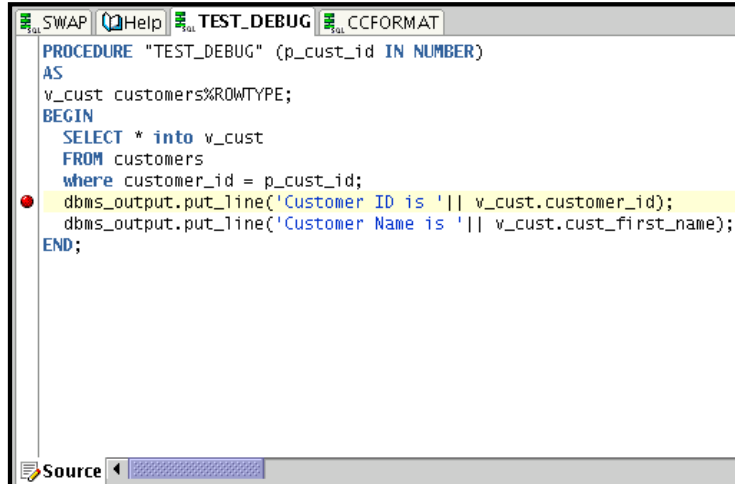 SWAP Help TEST_DEBUG CCFORMAT
PROCEDURE "TEST_DEBUG" (p_cust_id IN NUMBER)
AS
v_cust customers%ROWTYPE;
BEGIN
SELECT * into v_cust
FROM customers
where customer_id = p_cust_id;
dbms_output.put_line('Customer ID is '|| v_cust.customer_id);
dbms_output.put_line('Customer Name is '|| v_cust.cust_first_name);
END;
Source